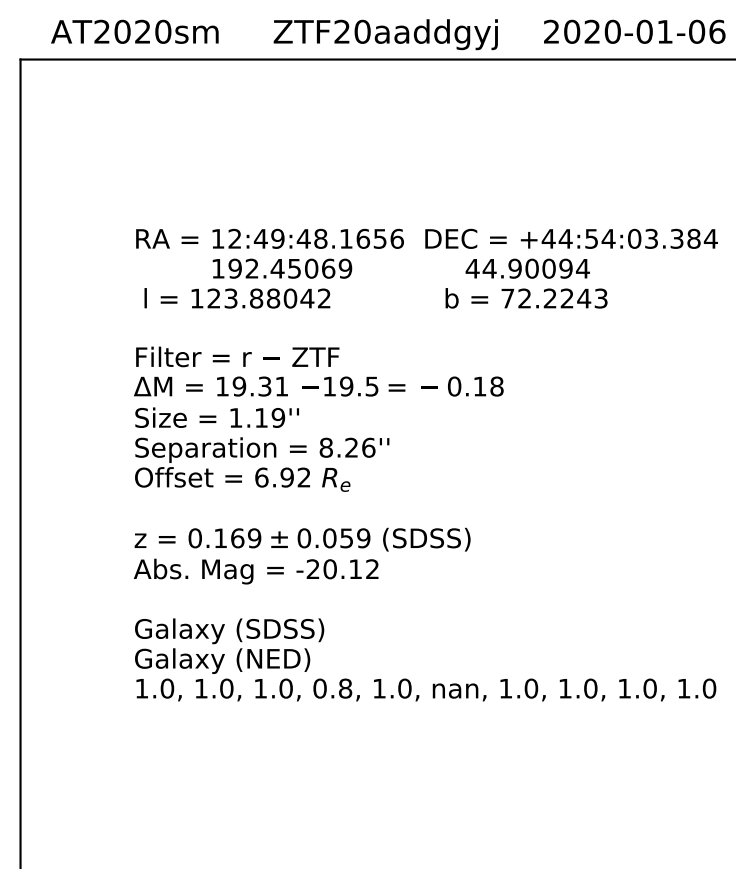 AT2020sm ZTF20aaddgyj 2020-01-06
RA = 12:49:48.1656 DEC = +44:54:03.384
192.45069 44.90094
l = 123.88042 b = 72.2243
Filter = r − ZTF
ΔM = 19.31 −19.5 = − 0.18
Size = 1.19''
Separation = 8.26''
Offset = 6.92 Rₑ
z = 0.169 ± 0.059 (SDSS)
Abs. Mag = -20.12
Galaxy (SDSS)
Galaxy (NED)
1.0, 1.0, 1.0, 0.8, 1.0, nan, 1.0, 1.0, 1.0, 1.0